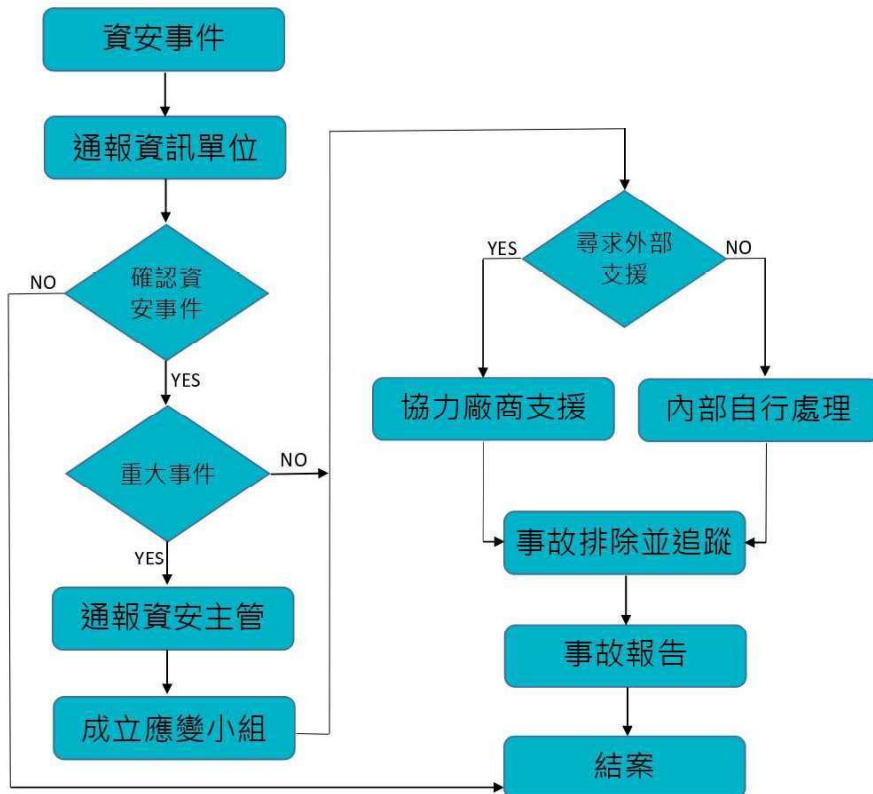 資安事件
通報資訊單位
確認資
安事件
NO
YES
重大事件
NO
YES
通報資安主管
成立應變小組
尋求外部
支援
YES
NO
協力廠商支援
內部自行處理
事故排除並追蹤
事故報告
結案